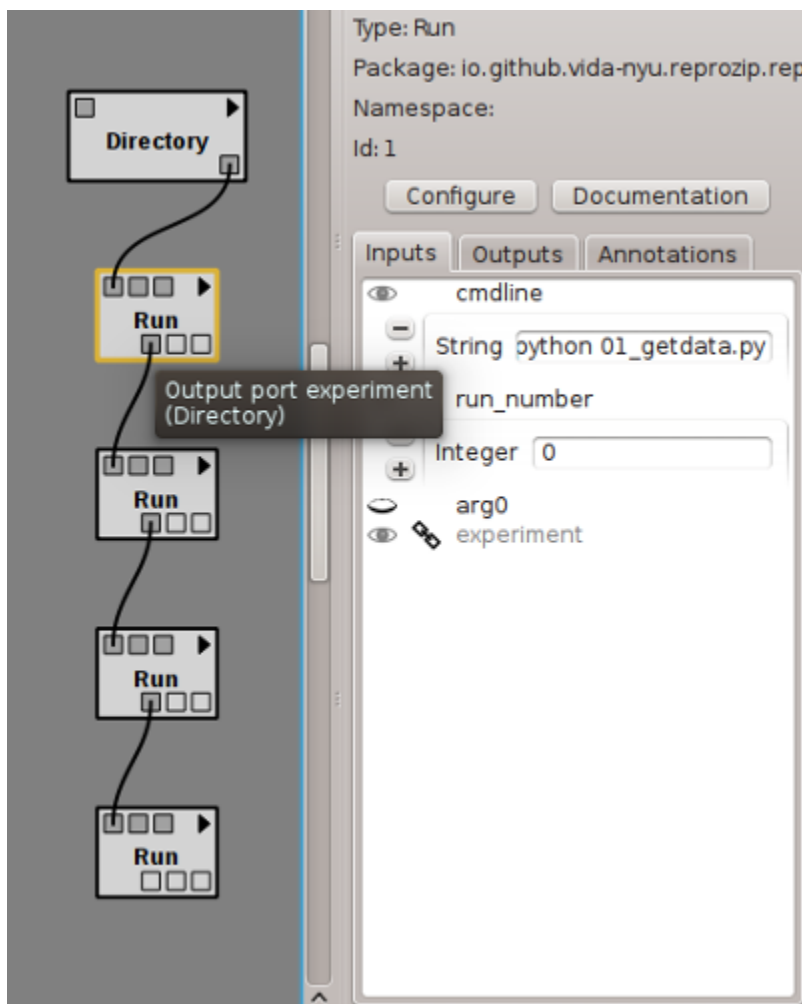 Directory
Run
Run
Run
Run
Output port experiment
(Directory)
Type: Run
Package: io.github.vida-nyu.reprozip.rep
Namespace:
Id: 1
Configure Documentation
Inputs Outputs Annotations
cmdline
String python 01_getdata.py
run_number
Integer 0
arg0
experiment